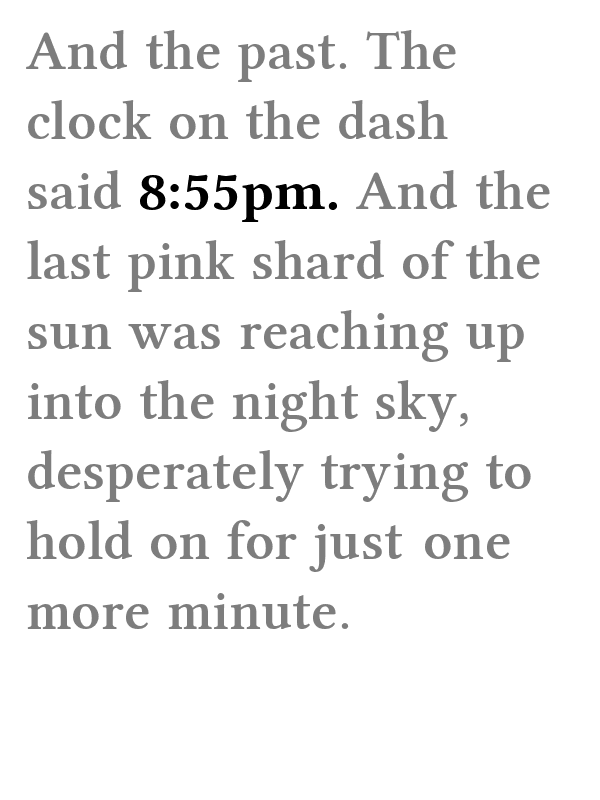 And the past. The
clock on the dash
said 8:55pm. And the
last pink shard of the
sun was reaching up
into the night sky,
desperately trying to
hold on for just one
more minute.